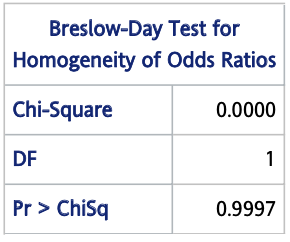 Breslow-Day Test for
Homogeneity of Odds Ratios
Chi-Square 0.0000
DF 1
Pr > ChiSq 0.9997